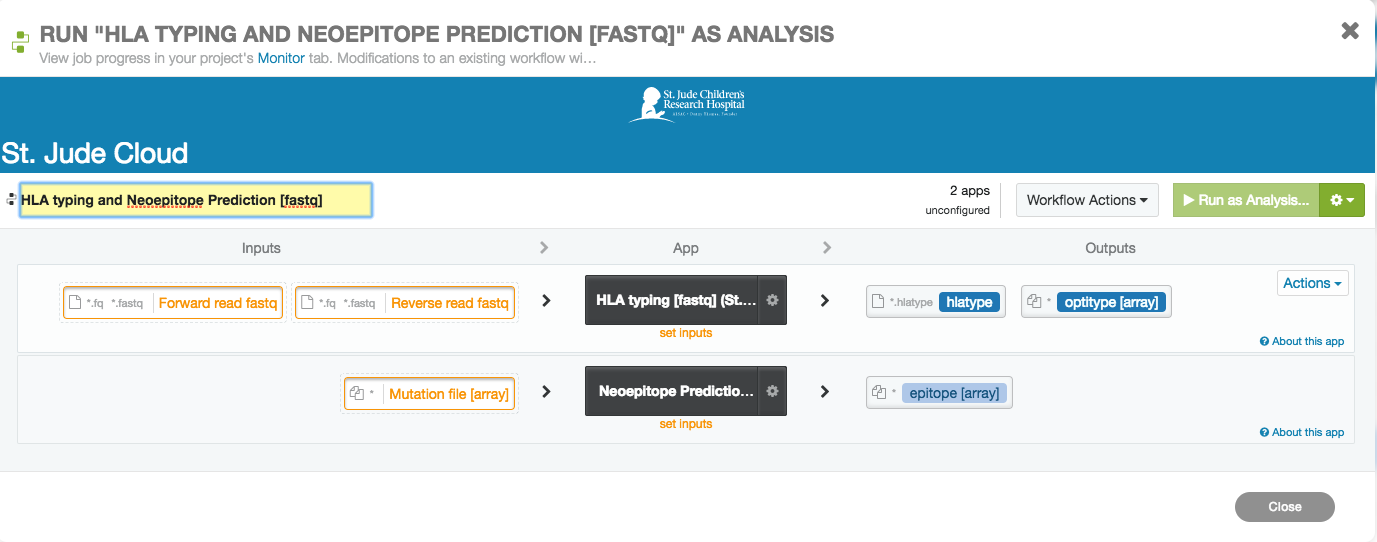 RUN "HLA TYPING AND NEOEPITOPE PREDICTION [FASTQ]" AS ANALYSIS
View job progress in your project's Monitor tab. Modifications to an existing workflow wi...
St. Jude Children's
Research Hospital
St. Jude Cloud
HLA typing and Neoepitope Prediction [fastq]
2 apps
unconfigured
Workflow Actions
Run as Analysis...
Inputs
App
Outputs
*.fq *.fastq Forward read fastq
*.fq *.fastq Reverse read fastq
HLA typing [fastq] (St....
set inputs
*.hlatype hlatype
* optitype [array]
Actions
About this app
* Mutation file [array]
Neoepitope Predictio...
set inputs
* epitope [array]
About this app
Close